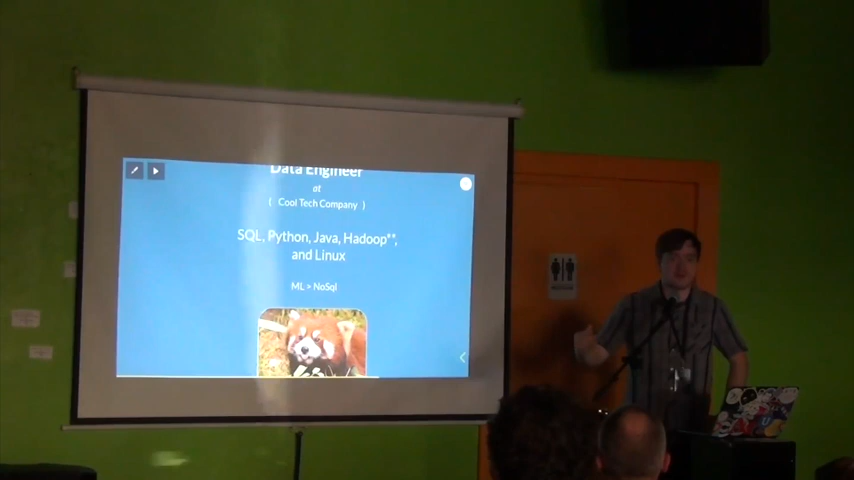 Data Engineer
at
( Cool Tech Company )
SQL, Python, Java, Hadoop**,
and Linux
ML > NoSql